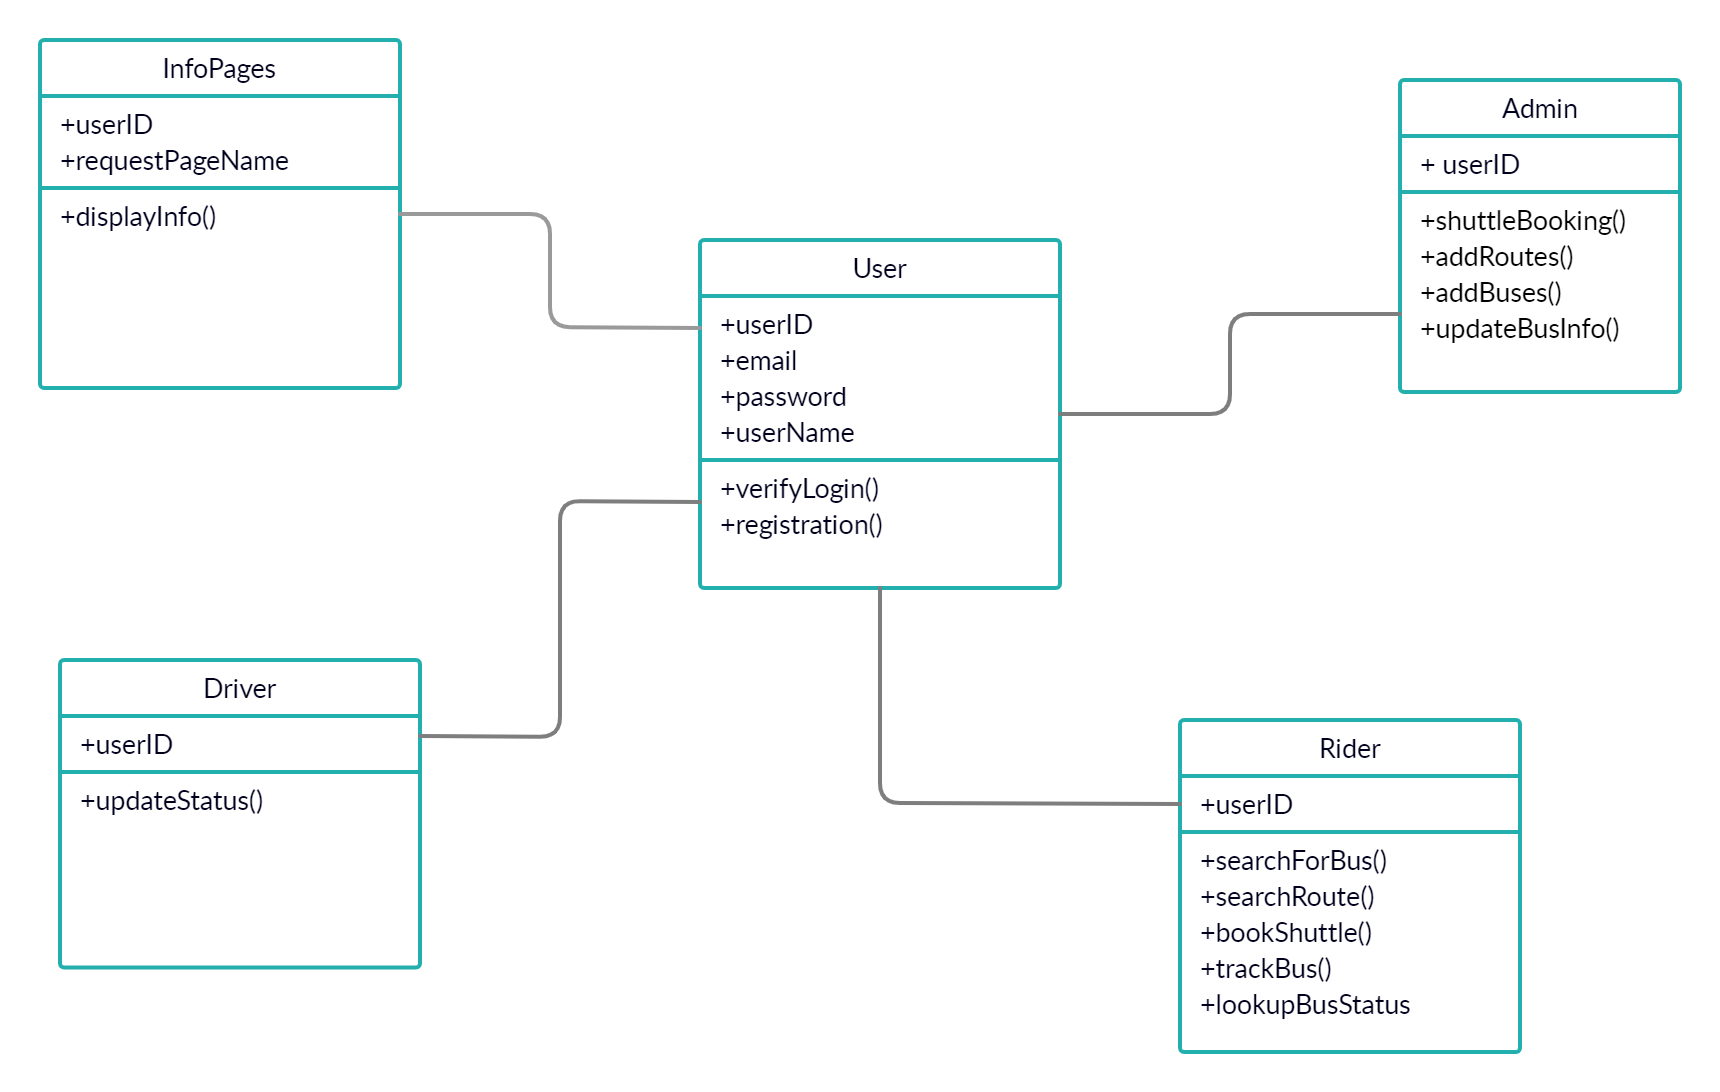 InfoPages
+userID
+requestPageName
+displayInfo()
Admin
+ userID
+shuttleBooking()
+addRoutes()
+addBuses()
+updateBusInfo()
User
+userID
+email
+password
+userName
+verifyLogin()
+registration()
Driver
+userID
+updateStatus()
Rider
+userID
+searchForBus()
+searchRoute()
+bookShuttle()
+trackBus()
+lookupBusStatus